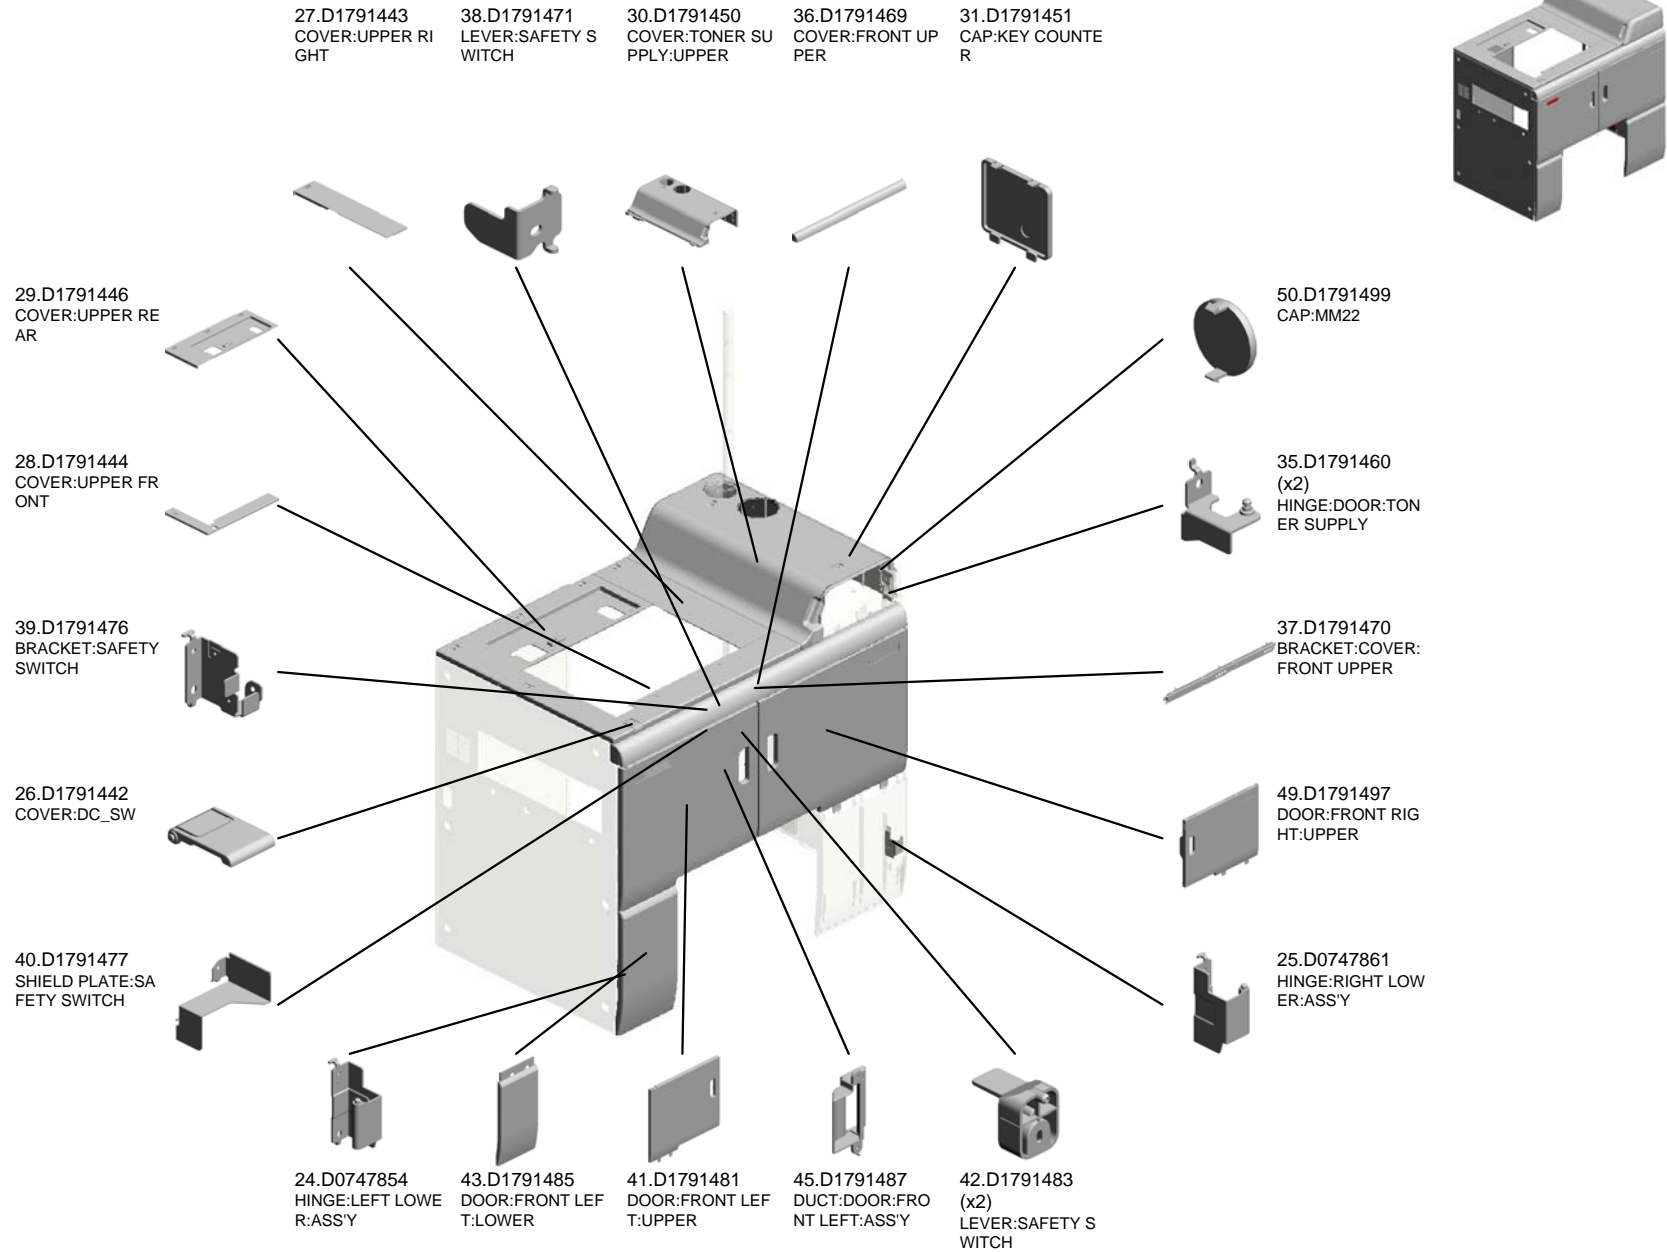 27.D1791443
COVER:UPPER RI
GHT
38.D1791471
LEVER:SAFETY S
WITCH
30.D1791450
COVER:TONER SU
PPLY:UPPER
36.D1791469
COVER:FRONT UP
PER
31.D1791451
CAP:KEY COUNTE
R
29.D1791446
COVER:UPPER RE
AR
50.D1791499
CAP:MM22
28.D1791444
COVER:UPPER FR
ONT
35.D1791460
(x2)
HINGE:DOOR:TON
ER SUPPLY
39.D1791476
BRACKET:SAFETY
SWITCH
37.D1791470
BRACKET:COVER:
FRONT UPPER
26.D1791442
COVER:DC_SW
49.D1791497
DOOR:FRONT RIG
HT:UPPER
40.D1791477
SHIELD PLATE:SA
FETY SWITCH
25.D0747861
HINGE:RIGHT LOW
ER:ASS'Y
24.D0747854
HINGE:LEFT LOWE
R:ASS'Y
43.D1791485
DOOR:FRONT LEF
T:LOWER
41.D1791481
DOOR:FRONT LEF
T:UPPER
45.D1791487
DUCT:DOOR:FRO
NT LEFT:ASS'Y
42.D1791483
(x2)
LEVER:SAFETY S
WITCH